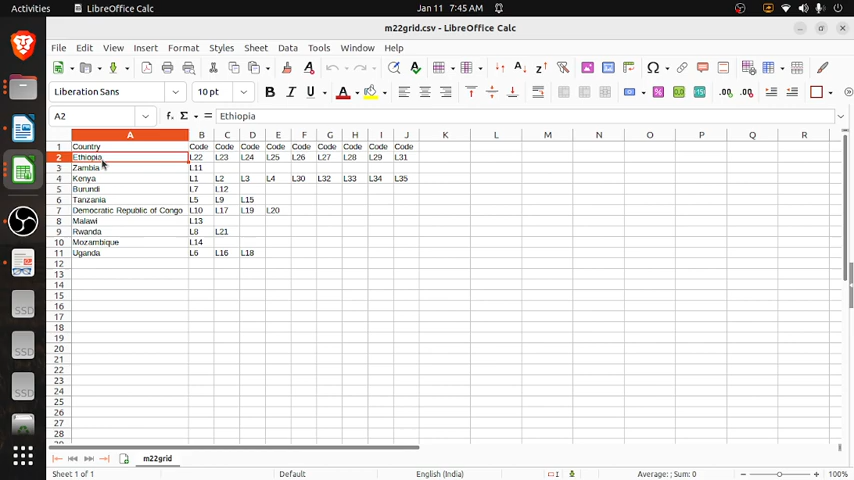 Activities LibreOffice Calc Jan 11 7:45 AM
m22grid.csv - LibreOffice Calc
File Edit View Insert Format Styles Sheet Data Tools Window Help
Liberation Sans 10 pt
A2 Ethiopia
A B C D E F G H I J K L M N O P Q R
1 Country Code Code Code Code Code Code Code Code Code
2 Ethiopia L22 L23 L24 L25 L26 L27 L28 L29 L31
3 Zambia L11
4 Kenya L1 L2 L3 L4 L30 L32 L33 L34 L35
5 Burundi L7 L12
6 Tanzania L5 L9 L15
7 Democratic Republic of Congo L10 L17 L19 L20
8 Malawi L13
9 Rwanda L8 L21
10 Mozambique L14
11 Uganda L6 L16 L18
12
13
14
15
16
17
18
19
20
21
22
23
24
25
26
27
28
m22grid
Sheet 1 of 1 Default English (India) Average: ; Sum: 0 100%